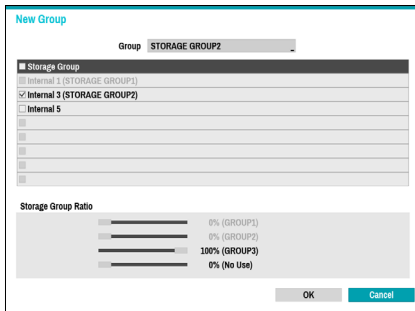 New Group
Group STORAGE GROUP2
Storage Group
Internal 1 (STORAGE GROUP1)
Internal 3 (STORAGE GROUP2)
Internal 5
Storage Group Ratio
0% (GROUP1)
0% (GROUP2)
100% (GROUP3)
0% (No Use)
OK Cancel